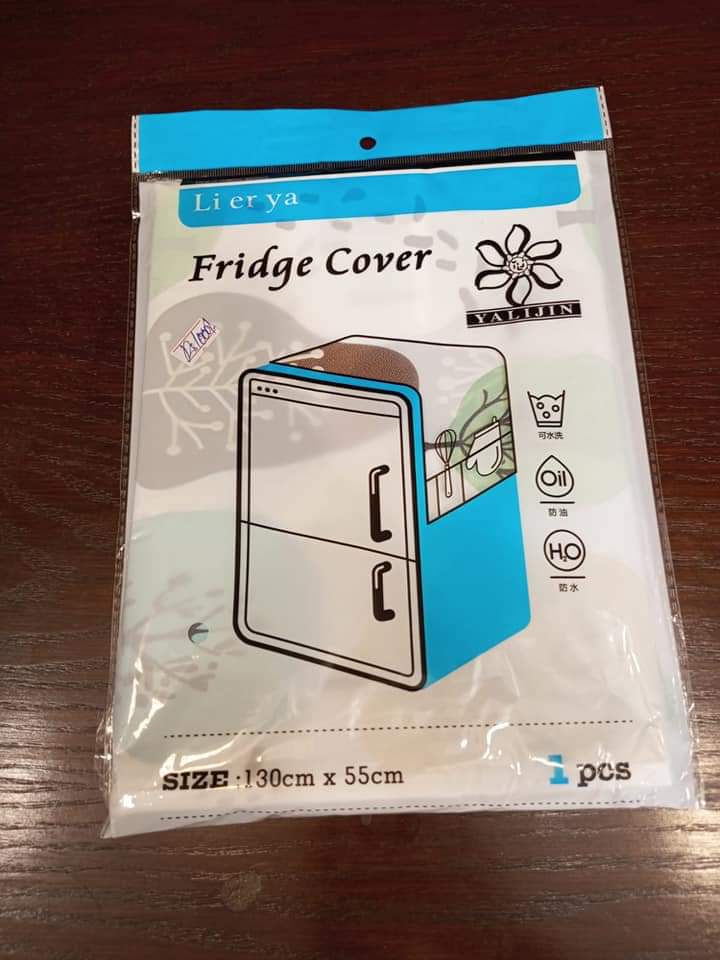 Li er ya
Fridge Cover
YALIJIN
可水洗
Oil
防油
H₂O
防水
SIZE :130cm x 55cm
1 pcs